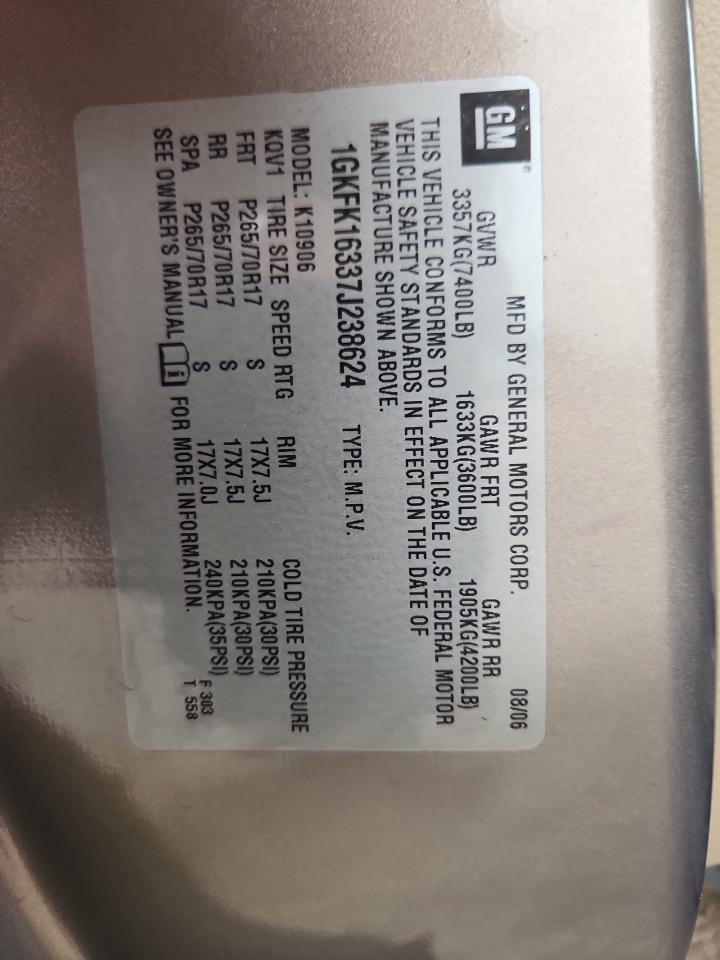 GM®
MFD BY GENERAL MOTORS CORP. 08/06
GVWR GAWR FRT GAWR RR
3357KG(7400LB) 1633KG(3600LB) 1905KG(4200LB)
THIS VEHICLE CONFORMS TO ALL APPLICABLE U.S. FEDERAL MOTOR
VEHICLE SAFETY STANDARDS IN EFFECT ON THE DATE OF
MANUFACTURE SHOWN ABOVE.
1GKFK16337J238624 TYPE: M.P.V.
MODEL: K10906
KQV1 TIRE SIZE SPEED RTG RIM COLD TIRE PRESSURE
FRT P265/70R17 S 17X7.5J 210KPA(30PSI)
RR P265/70R17 S 17X7.5J 210KPA(30PSI)
SPA P265/70R17 S 17X7.0J 240KPA(35PSI)
SEE OWNER'S MANUAL i FOR MORE INFORMATION.
F 303
T 558